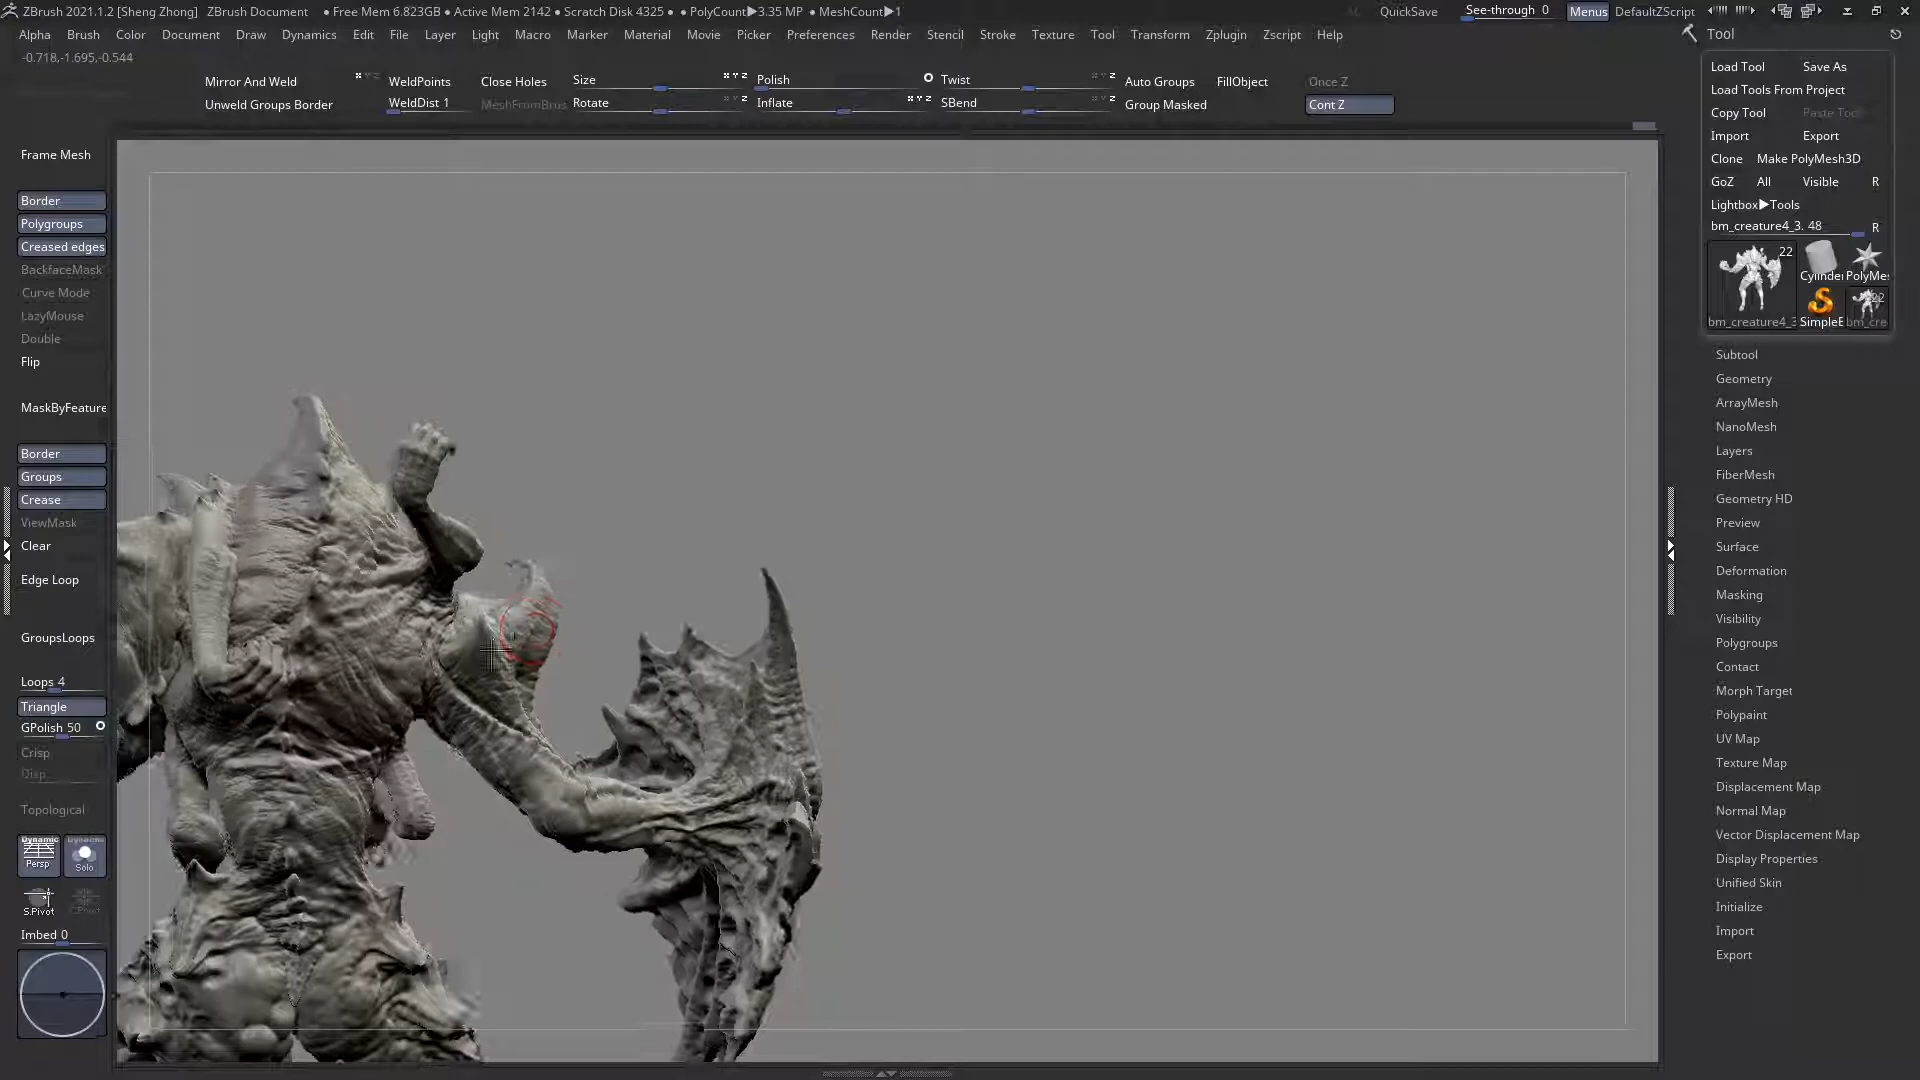 ZBrush 2021.1.2 [Sheng Zhong] ZBrush Document • Free Mem 6.823GB • Active Mem 2142 • Scratch Disk 4325 • • PolyCount▶3.35 MP • MeshCount▶1 QuickSave See-through 0 Menus DefaultZScript
Alpha Brush Color Document Draw Dynamics Edit File Layer Light Macro Marker Material Movie Picker Preferences Render Stencil Stroke Texture Tool Transform Zplugin Zscript Help
-0.718,-1.695,-0.544
Mirror And Weld WeldPoints Close Holes Size Polish Twist Auto Groups FillObject Once Z
Unweld Groups Border WeldDist 1 MeshFromBrus Rotate Inflate SBend Group Masked Cont Z
Frame Mesh
Border
Polygroups
Creased edges
BackfaceMask
Curve Mode
LazyMouse
Double
Flip
MaskByFeature
Border
Groups
Crease
ViewMask
Clear
Edge Loop
GroupsLoops
Loops 4
Triangle
GPolish 50
Crisp
Disp
Topological
Dynamic Dynamic
Persp Solo
S.Pivot
Imbed 0
Tool
Load Tool Save As
Load Tools From Project
Copy Tool Paste Too
Import Export
Clone Make PolyMesh3D
GoZ All Visible R
Lightbox▶Tools
bm_creature4_3. 48 R
22
Cylinder PolyMes
22
bm_creature4_3 SimpleE bm_cre
Subtool
Geometry
ArrayMesh
NanoMesh
Layers
FiberMesh
Geometry HD
Preview
Surface
Deformation
Masking
Visibility
Polygroups
Contact
Morph Target
Polypaint
UV Map
Texture Map
Displacement Map
Normal Map
Vector Displacement Map
Display Properties
Unified Skin
Initialize
Import
Export